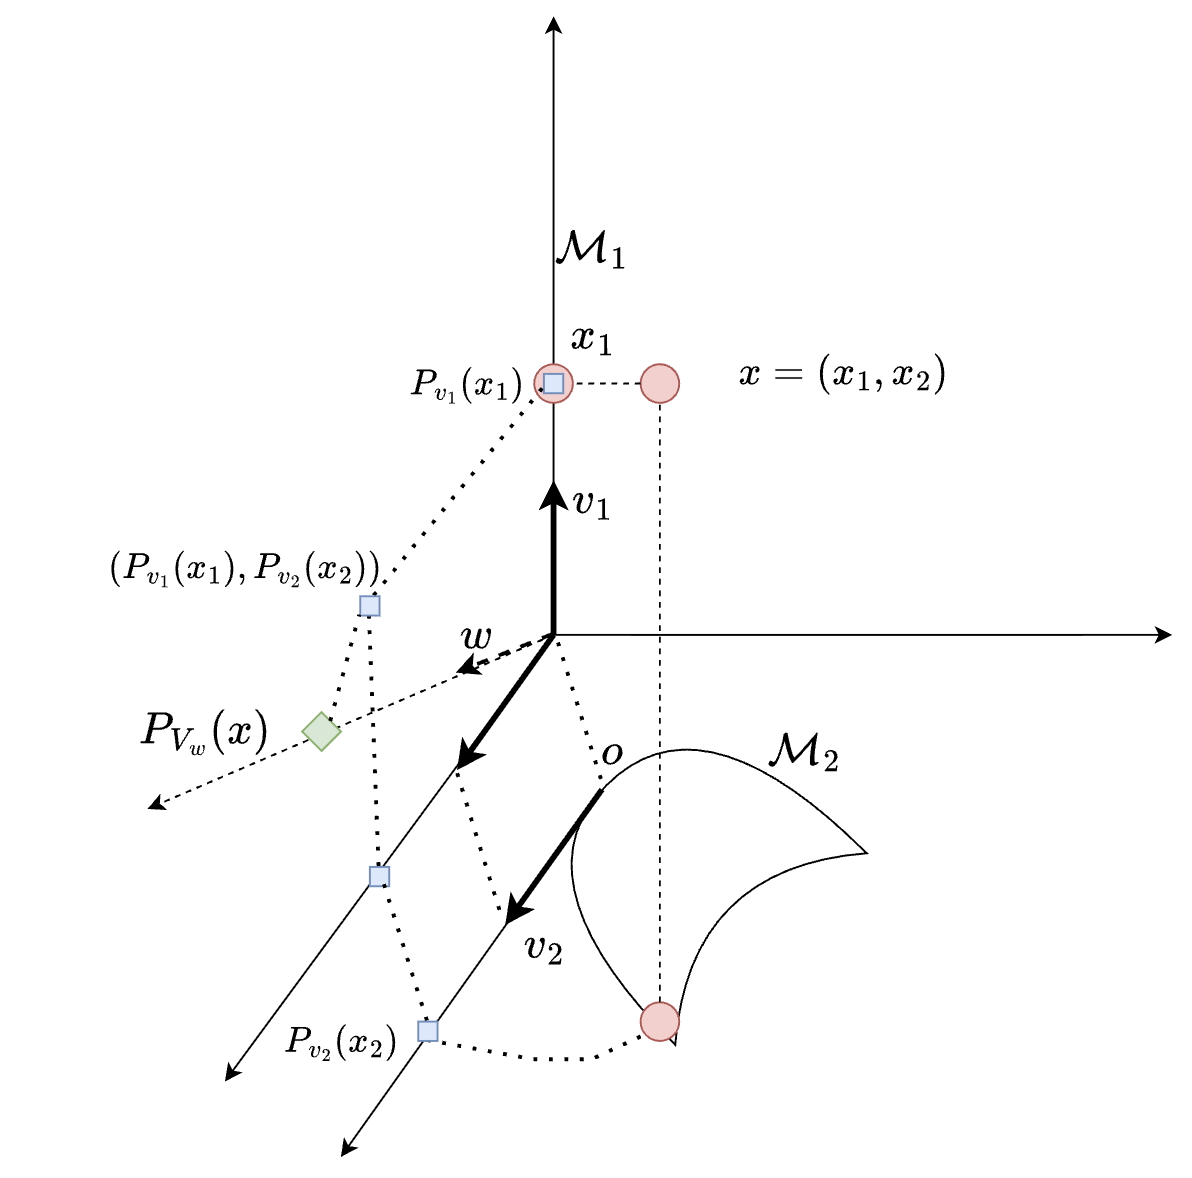 𝓜₁
x₁
P_{v₁}(x₁)
x = (x₁, x₂)
v₁
(P_{v₁}(x₁), P_{v₂}(x₂))
w
P_{V_w}(x)
o
𝓜₂
v₂
P_{v₂}(x₂)